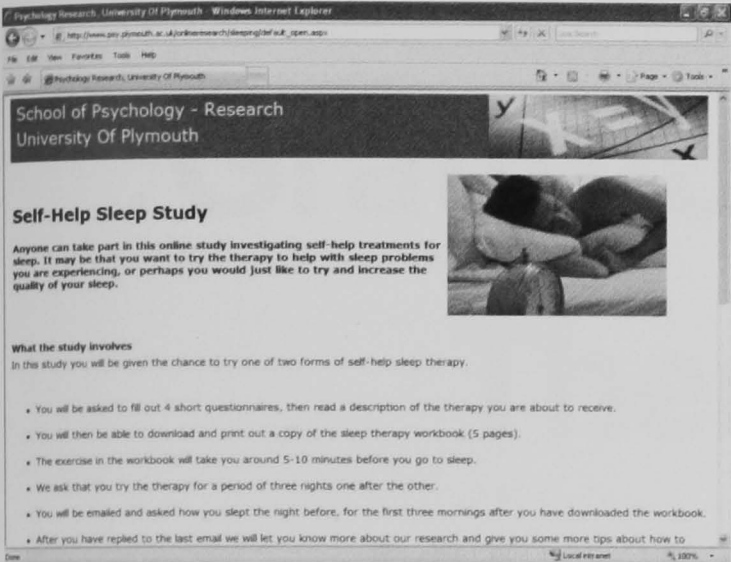 Psychology Research, University Of Plymouth - Windows Internet Explorer
File Edit View Favorites Tools Help
Psychology Research, University Of Plymouth
Page Tools
School of Psychology - Research
University Of Plymouth
y
x
x
Self-Help Sleep Study
Anyone can take part in this online study investigating self-help treatments for
sleep. It may be that you want to try the therapy to help with sleep problems
you are experiencing, or perhaps you would just like to try and increase the
quality of your sleep.
What the study involves
In this study you will be given the chance to try one of two forms of self-help sleep therapy.
• You will be asked to fill out 4 short questionnaires, then read a description of the therapy you are about to receive.
• You will then be able to download and print out a copy of the sleep therapy workbook (5 pages).
• The exercise in the workbook will take you around 5-10 minutes before you go to sleep.
• We ask that you try the therapy for a period of three nights one after the other.
• You will be emailed and asked how you slept the night before, for the first three mornings after you have downloaded the workbook.
• After you have replied to the last email we will let you know more about our research and give you some more tips about how to
Done Local intranet 100%